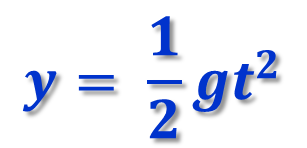 y = 1/2 gt²